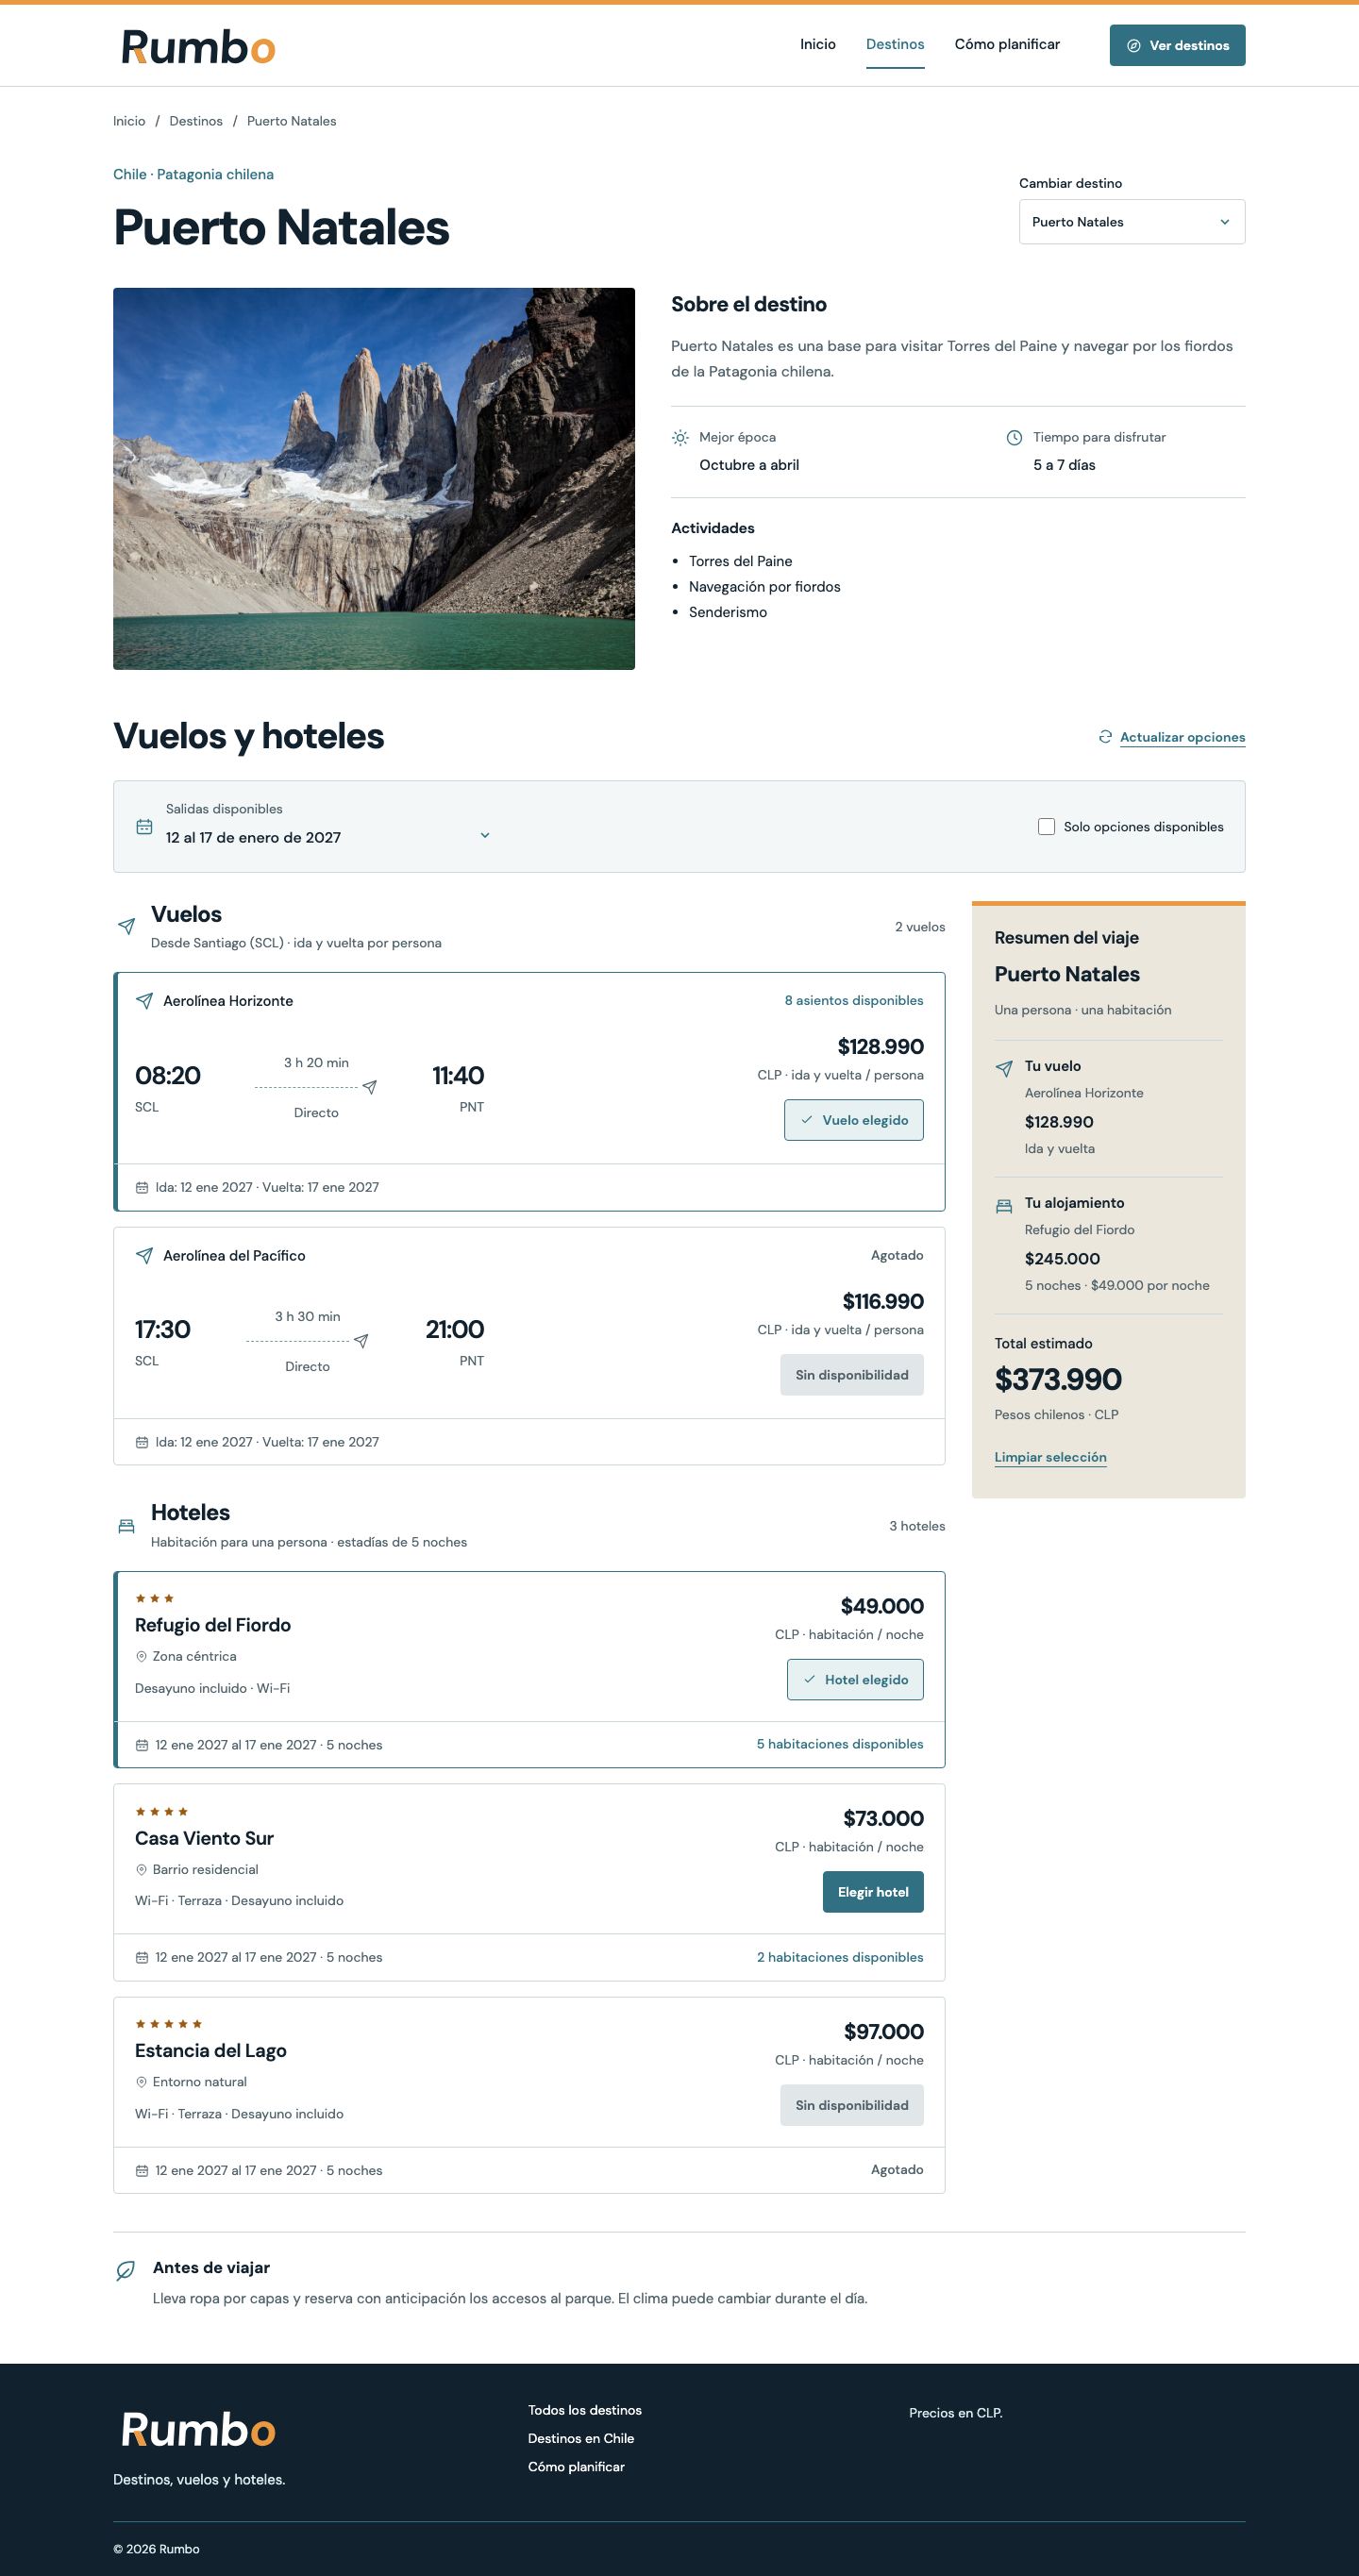 Rumbo
Inicio
Destinos
Cómo planificar
Ver destinos
Inicio / Destinos / Puerto Natales
Chile · Patagonia chilena
Puerto Natales
Cambiar destino
Puerto Natales
Sobre el destino
Puerto Natales es una base para visitar Torres del Paine y navegar por los fiordos
de la Patagonia chilena.
Mejor época
Octubre a abril
Tiempo para disfrutar
5 a 7 días
Actividades
• Torres del Paine
• Navegación por fiordos
• Senderismo
Vuelos y hoteles
Actualizar opciones
Salidas disponibles
12 al 17 de enero de 2027
Solo opciones disponibles
Vuelos
Desde Santiago (SCL) · ida y vuelta por persona
2 vuelos
Aerolínea Horizonte
8 asientos disponibles
08:20
SCL
3 h 20 min
Directo
11:40
PNT
$128.990
CLP · ida y vuelta / persona
Vuelo elegido
Ida: 12 ene 2027 · Vuelta: 17 ene 2027
Aerolínea del Pacífico
Agotado
17:30
SCL
3 h 30 min
Directo
21:00
PNT
$116.990
CLP · ida y vuelta / persona
Sin disponibilidad
Ida: 12 ene 2027 · Vuelta: 17 ene 2027
Hoteles
Habitación para una persona · estadías de 5 noches
3 hoteles
Refugio del Fiordo
Zona céntrica
Desayuno incluido · Wi-Fi
$49.000
CLP · habitación / noche
Hotel elegido
12 ene 2027 al 17 ene 2027 · 5 noches
5 habitaciones disponibles
Casa Viento Sur
Barrio residencial
Wi-Fi · Terraza · Desayuno incluido
$73.000
CLP · habitación / noche
Elegir hotel
12 ene 2027 al 17 ene 2027 · 5 noches
2 habitaciones disponibles
Estancia del Lago
Entorno natural
Wi-Fi · Terraza · Desayuno incluido
$97.000
CLP · habitación / noche
Sin disponibilidad
12 ene 2027 al 17 ene 2027 · 5 noches
Agotado
Resumen del viaje
Puerto Natales
Una persona · una habitación
Tu vuelo
Aerolínea Horizonte
$128.990
Ida y vuelta
Tu alojamiento
Refugio del Fiordo
$245.000
5 noches · $49.000 por noche
Total estimado
$373.990
Pesos chilenos · CLP
Limpiar selección
Antes de viajar
Lleva ropa por capas y reserva con anticipación los accesos al parque. El clima puede cambiar durante el día.
Rumbo
Destinos, vuelos y hoteles.
Todos los destinos
Destinos en Chile
Cómo planificar
Precios en CLP.
© 2026 Rumbo